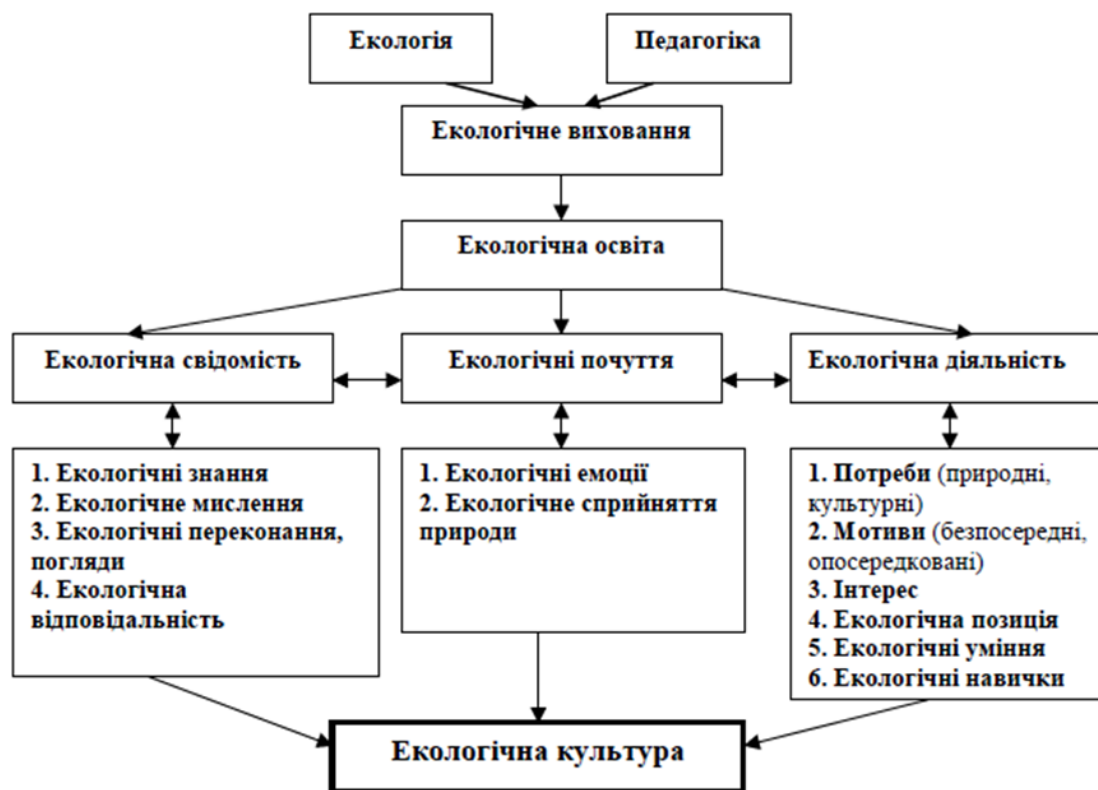 Екологія
Педагогіка
Екологічне виховання
Екологічна освіта
Екологічна свідомість
Екологічні почуття
Екологічна діяльність
1. Екологічні знання
2. Екологічне мислення
3. Екологічні переконання,
погляди
4. Екологічна
відповідальність
1. Екологічні емоції
2. Екологічне сприйняття
природи
1. Потреби (природні,
культурні)
2. Мотиви (безпосередні,
опосередковані)
3. Інтерес
4. Екологічна позиція
5. Екологічні уміння
6. Екологічні навички
Екологічна культура